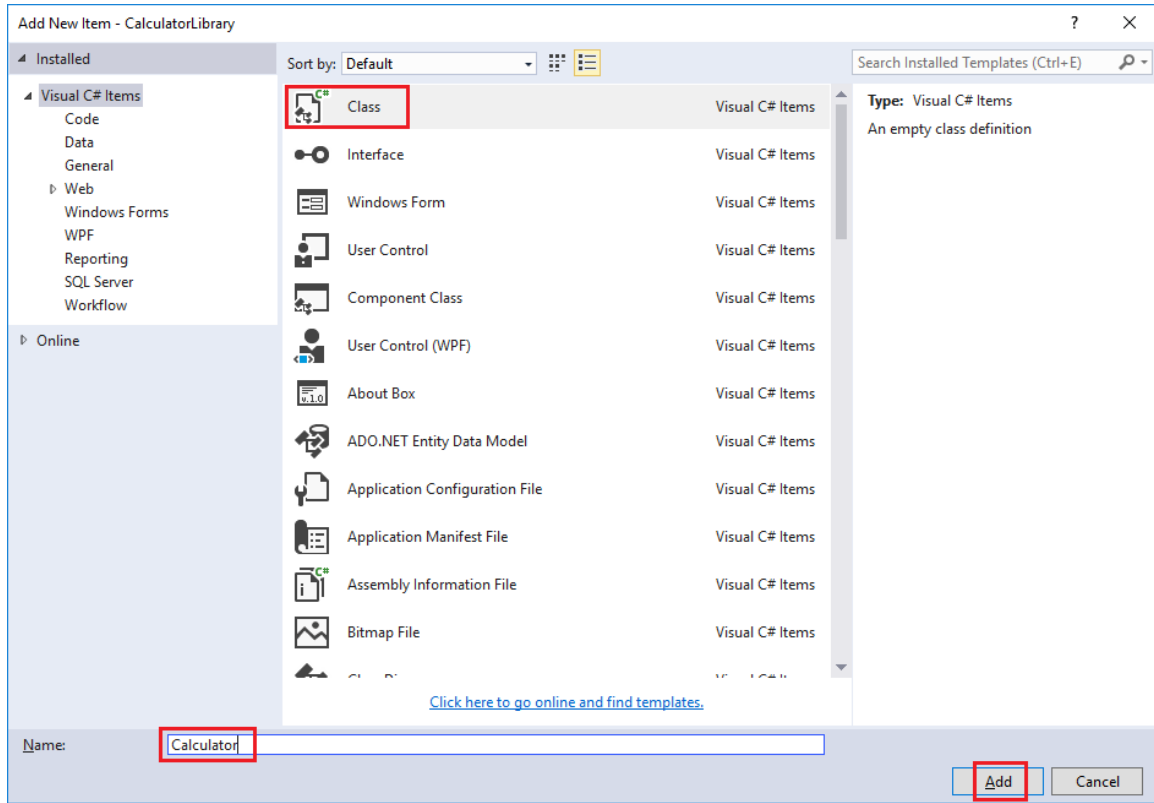 Add New Item - CalculatorLibrary
Installed
Sort by: Default
Search Installed Templates (Ctrl+E)
Visual C# Items
Code
Data
General
Web
Windows Forms
WPF
Reporting
SQL Server
Workflow
Online
C# Class Visual C# Items
Interface Visual C# Items
Windows Form Visual C# Items
User Control Visual C# Items
Component Class Visual C# Items
User Control (WPF) Visual C# Items
v.1.0 About Box Visual C# Items
ADO.NET Entity Data Model Visual C# Items
Application Configuration File Visual C# Items
Application Manifest File Visual C# Items
C# Assembly Information File Visual C# Items
Bitmap File Visual C# Items
Click here to go online and find templates.
Type: Visual C# Items
An empty class definition
Name: Calculator
Add Cancel